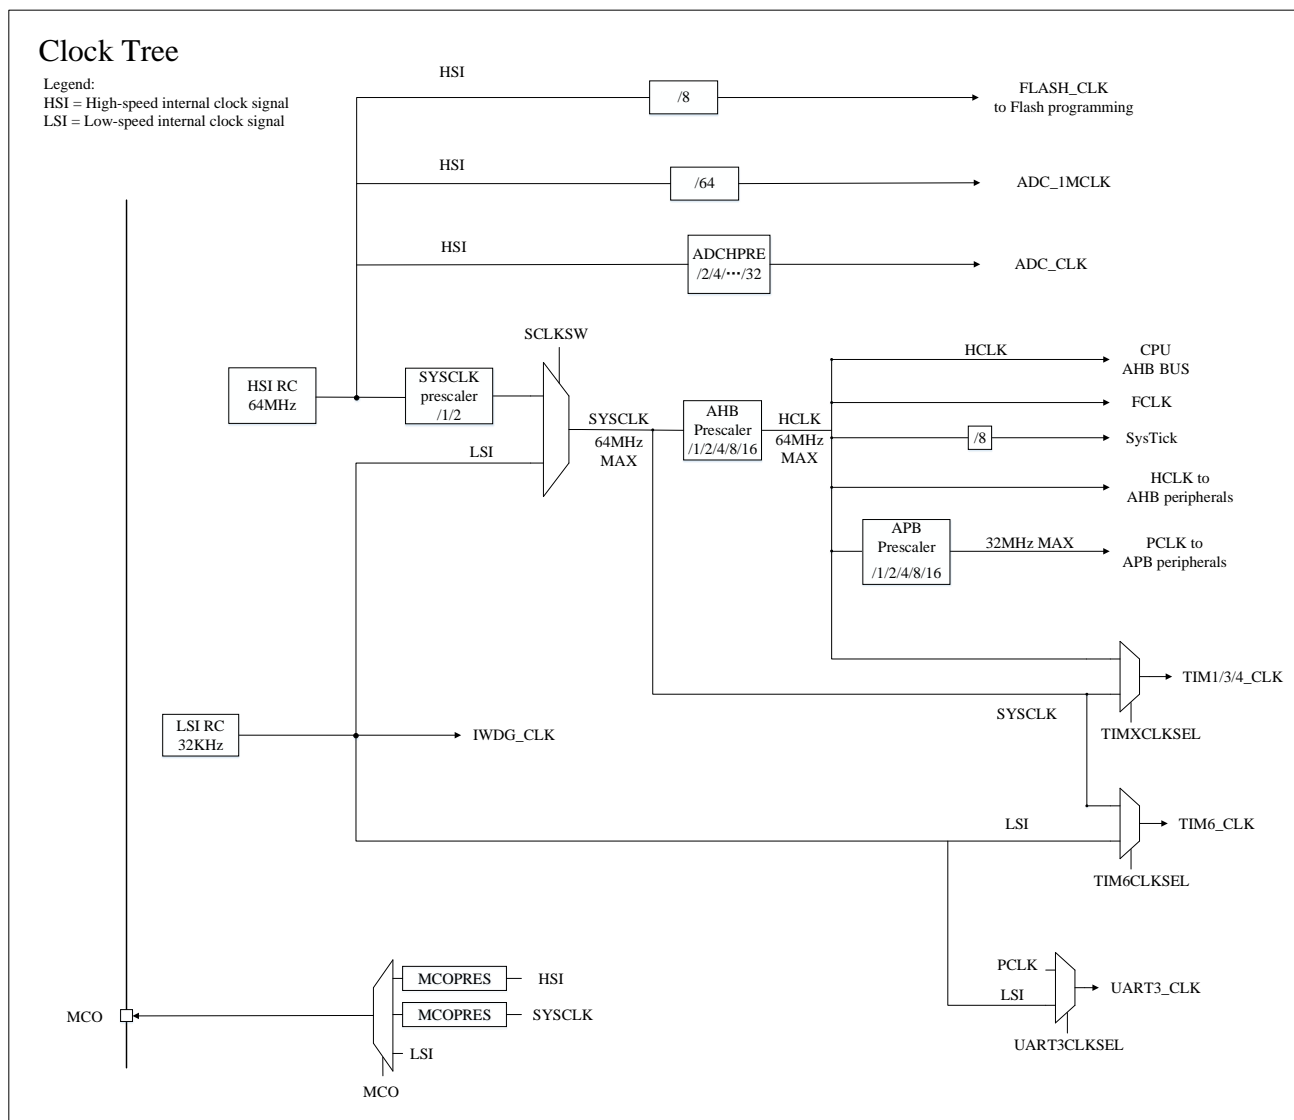 Clock Tree
Legend:
HSI = High-speed internal clock signal
LSI = Low-speed internal clock signal
HSI
/8
FLASH_CLK
to Flash programming
HSI
/64
ADC_1MCLK
HSI
ADCHPRE
/2/4/···/32
ADC_CLK
SCLKSW
HSI RC
64MHz
SYSCLK
prescaler
/1/2
LSI
SYSCLK
64MHz
MAX
AHB
Prescaler
/1/2/4/8/16
HCLK
64MHz
MAX
HCLK
CPU
AHB BUS
FCLK
/8
SysTick
HCLK to
AHB peripherals
APB
Prescaler
/1/2/4/8/16
32MHz MAX
PCLK to
APB peripherals
TIM1/3/4_CLK
SYSCLK
TIMXCLKSEL
LSI RC
32KHz
IWDG_CLK
LSI
TIM6_CLK
TIM6CLKSEL
PCLK
LSI
UART3_CLK
UART3CLKSEL
MCOPRES
HSI
MCO
MCOPRES
SYSCLK
LSI
MCO